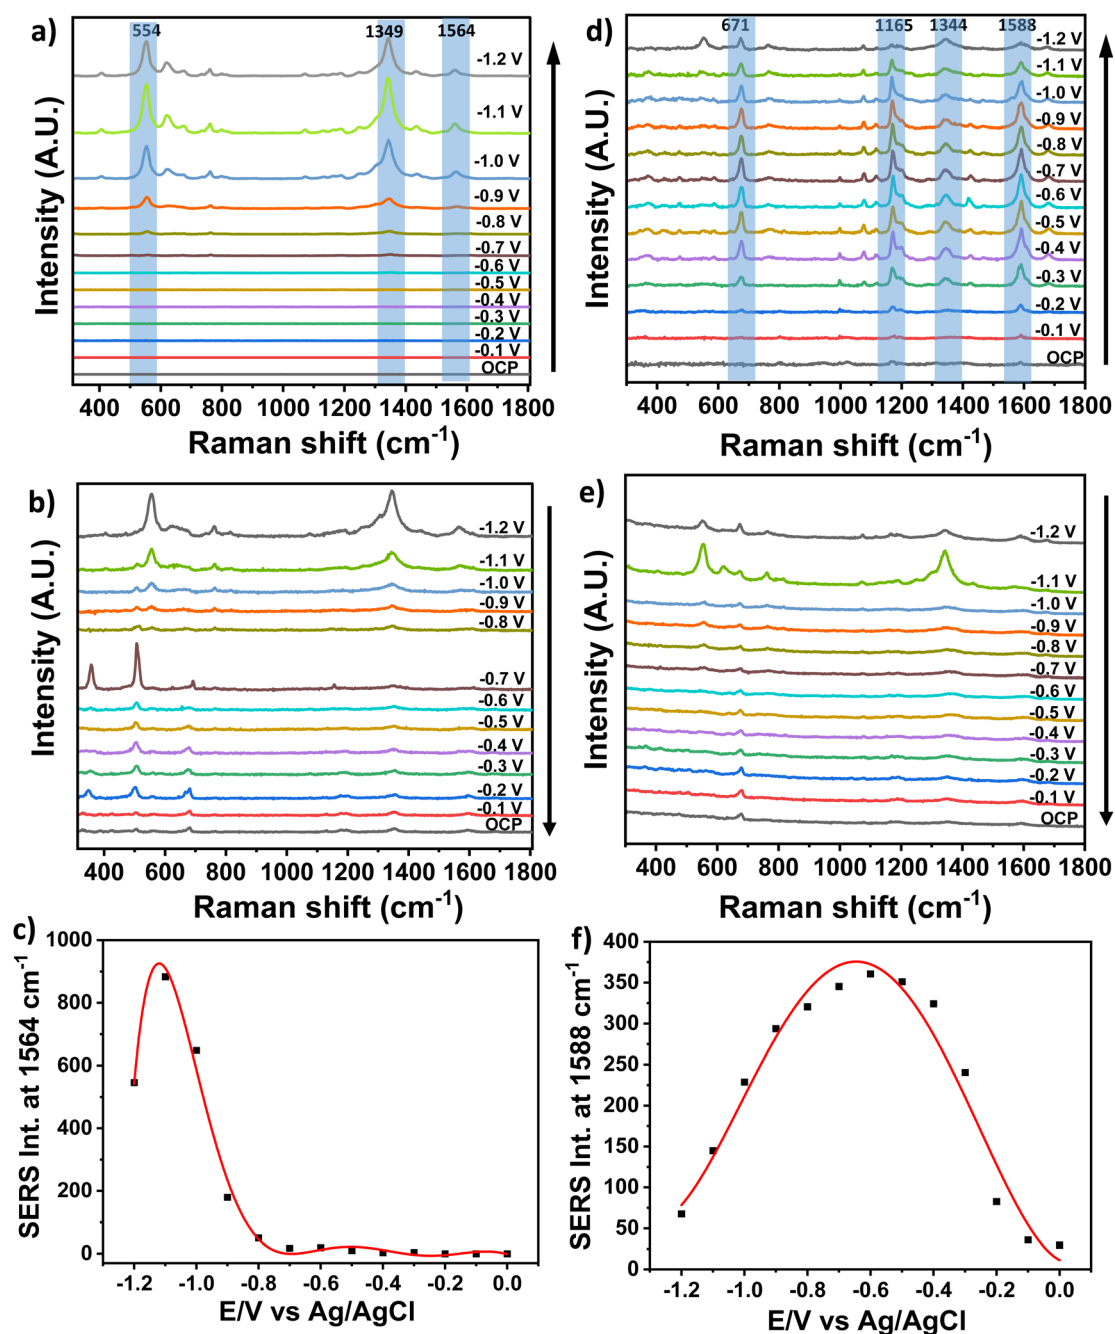 a)
554
1349
1564
-1.2 V
-1.1 V
-1.0 V
-0.9 V
-0.8 V
-0.7 V
-0.6 V
-0.5 V
-0.4 V
-0.3 V
-0.2 V
-0.1 V
OCP
Intensity (A.U.)
400 600 800 1000 1200 1400 1600 1800
Raman shift (cm-1)
d)
671
1165
1344
1588
-1.2 V
-1.1 V
-1.0 V
-0.9 V
-0.8 V
-0.7 V
-0.6 V
-0.5 V
-0.4 V
-0.3 V
-0.2 V
-0.1 V
OCP
Intensity (A.U.)
400 600 800 1000 1200 1400 1600 1800
Raman shift (cm-1)
b)
-1.2 V
-1.1 V
-1.0 V
-0.9 V
-0.8 V
-0.7 V
-0.6 V
-0.5 V
-0.4 V
-0.3 V
-0.2 V
-0.1 V
OCP
Intensity (A.U.)
400 600 800 1000 1200 1400 1600 1800
Raman shift (cm-1)
e)
-1.2 V
-1.1 V
-1.0 V
-0.9 V
-0.8 V
-0.7 V
-0.6 V
-0.5 V
-0.4 V
-0.3 V
-0.2 V
-0.1 V
OCP
Intensity (A.U.)
400 600 800 1000 1200 1400 1600 1800
Raman shift (cm-1)
c)
1000
800
600
400
200
0
SERS Int. at 1564 cm-1
-1.2 -1.0 -0.8 -0.6 -0.4 -0.2 0.0
E/V vs Ag/AgCl
f)
400
350
300
250
200
150
100
50
0
SERS Int. at 1588 cm-1
-1.2 -1.0 -0.8 -0.6 -0.4 -0.2 0.0
E/V vs Ag/AgCl